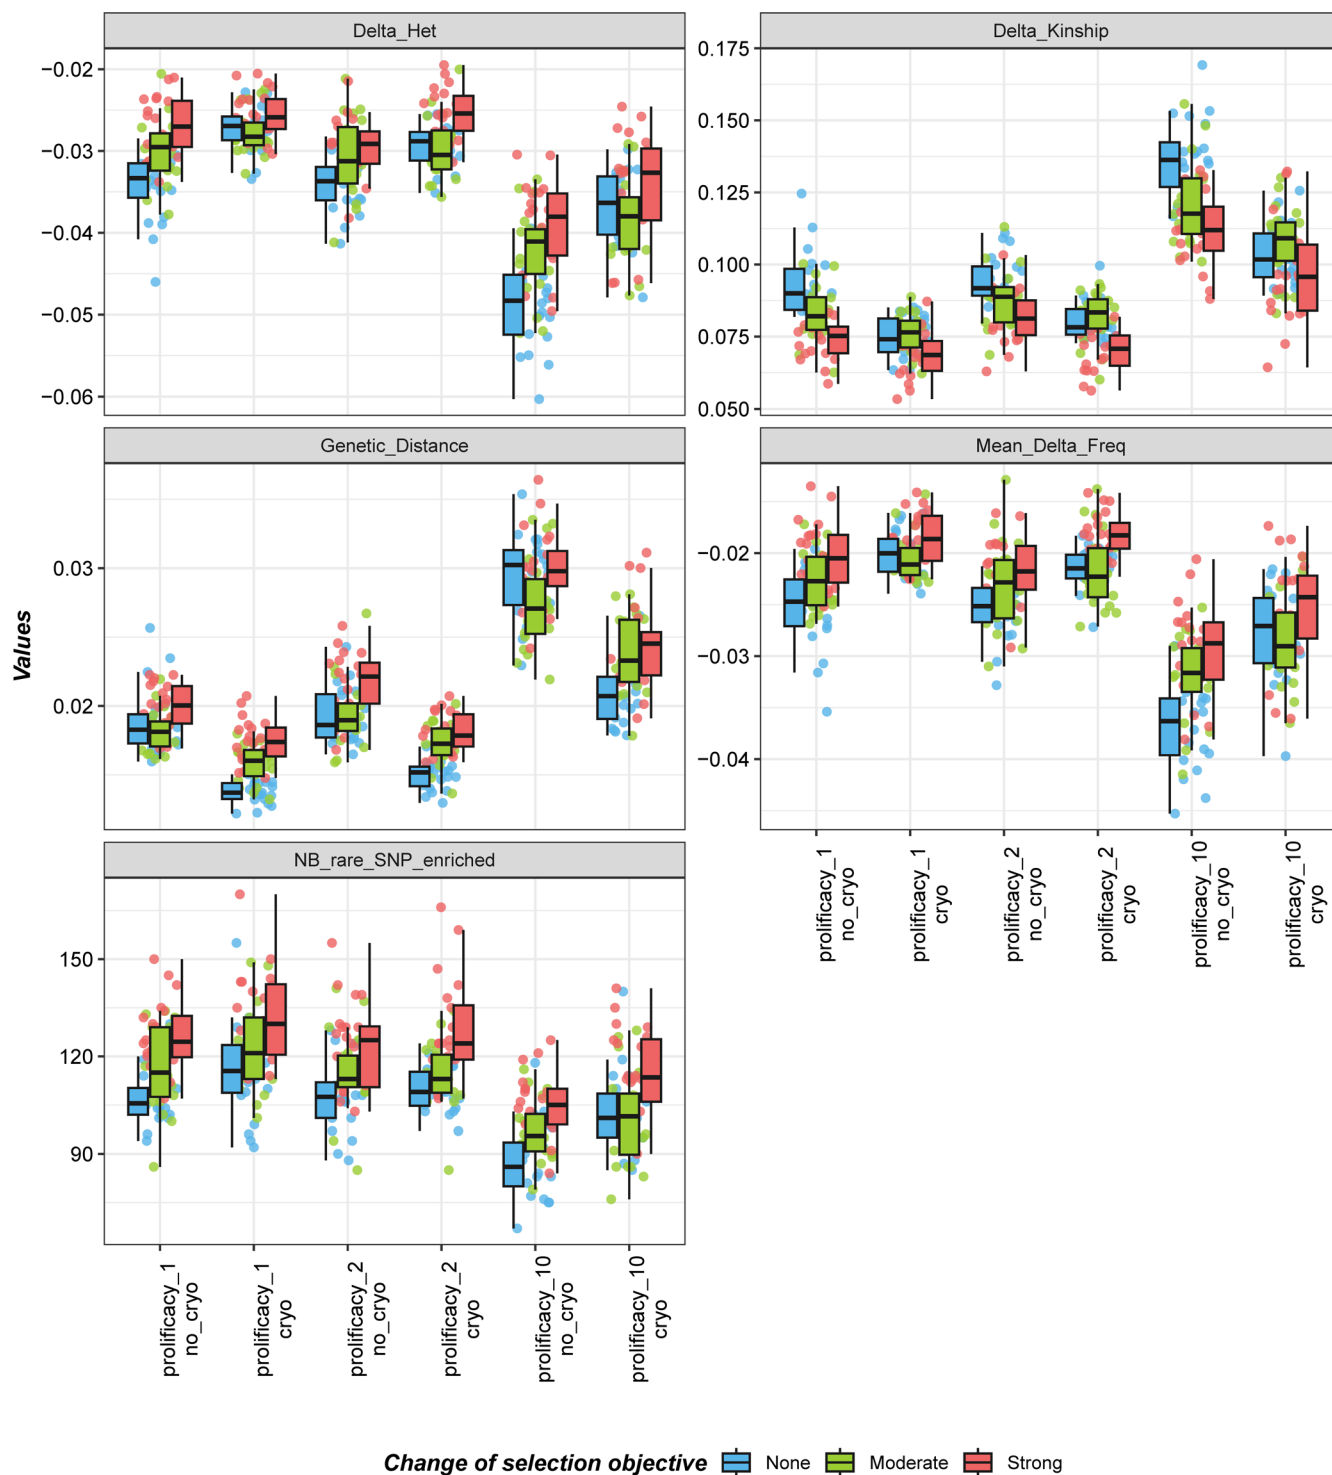 Delta_Het
Delta_Kinship
−0.02
−0.03
−0.04
−0.05
−0.06
0.175
0.150
0.125
0.100
0.075
0.050
Genetic_Distance
Mean_Delta_Freq
0.03
0.02
−0.02
−0.03
−0.04
Values
NB_rare_SNP_enriched
150
120
90
prolificacy_1
no_cryo
prolificacy_1
cryo
prolificacy_2
no_cryo
prolificacy_2
cryo
prolificacy_10
no_cryo
prolificacy_10
cryo
prolificacy_1
no_cryo
prolificacy_1
cryo
prolificacy_2
no_cryo
prolificacy_2
cryo
prolificacy_10
no_cryo
prolificacy_10
cryo
Change of selection objective None Moderate Strong